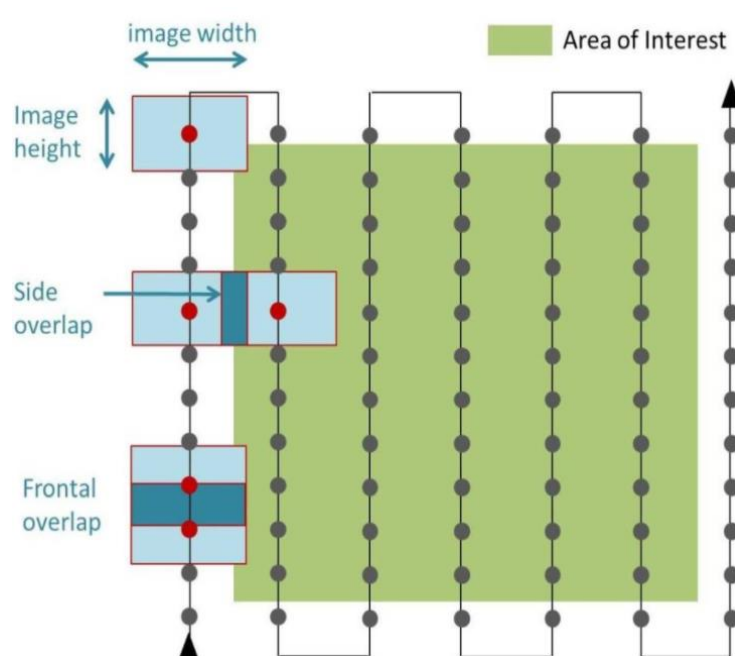 image width
Area of Interest
Image
height
Side
overlap
Frontal
overlap